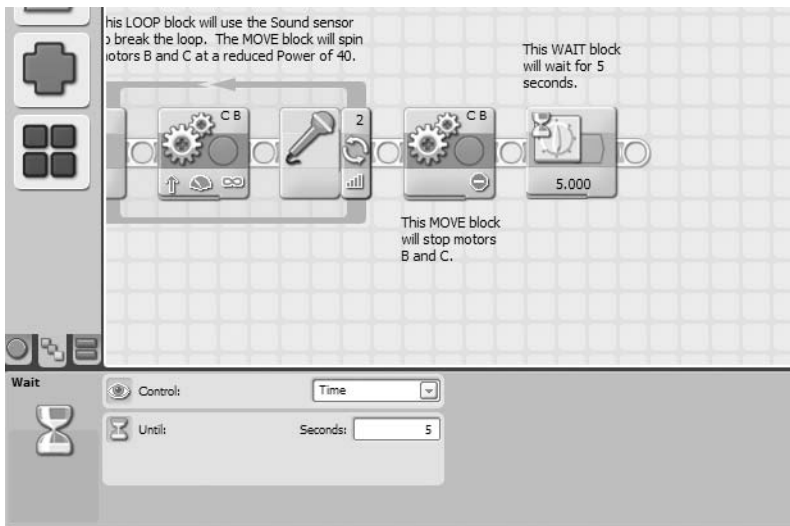 his LOOP block will use the Sound sensor
o break the loop. The MOVE block will spin
otors B and C at a reduced Power of 40.
This WAIT block
will wait for 5
seconds.
C B
2
C B
5.000
This MOVE block
will stop motors
B and C.
Wait
Control:
Time
Until:
Seconds:
5